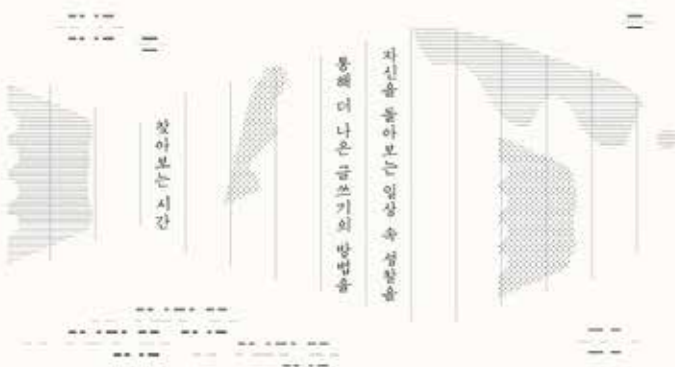 자신을 돌아보는 일상 속 성찰을
통해 더 나은 글쓰기의 방법을
찾아보는 시간